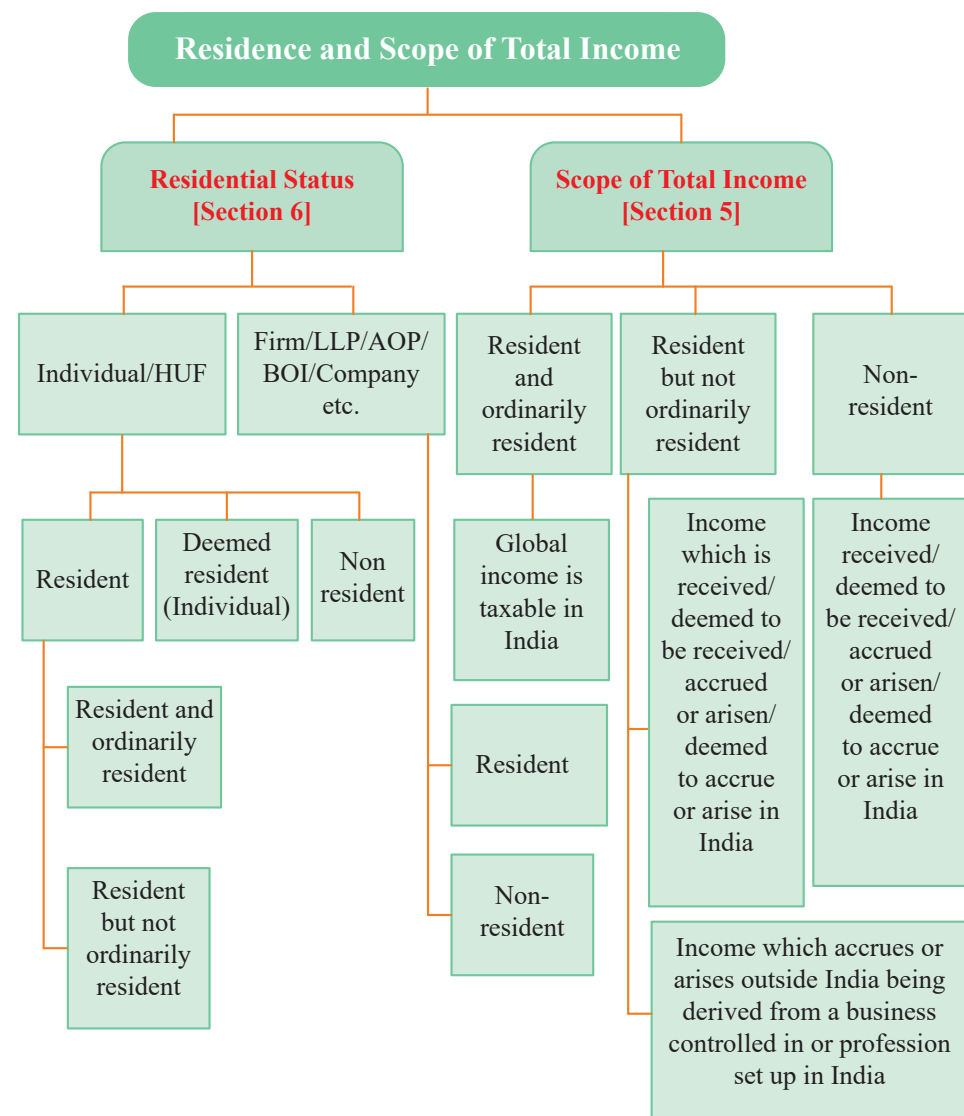 Residence and Scope of Total Income
Residential Status
[Section 6]
Scope of Total Income
[Section 5]
Individual/HUF
Firm/LLP/AOP/
BOI/Company
etc.
Resident
and
ordinarily
resident
Resident
but not
ordinarily
resident
Non-
resident
Resident
Deemed
resident
(Individual)
Non
resident
Global
income is
taxable in
India
Income
which is
received/
deemed to
be received/
accrued
or arisen/
deemed
to accrue
or arise in
India
Income
received/
deemed to
be received/
accrued
or arisen/
deemed
to accrue
or arise in
India
Resident and
ordinarily
resident
Resident
Resident
but not
ordinarily
resident
Non-
resident
Income which accrues or
arises outside India being
derived from a business
controlled in or profession
set up in India